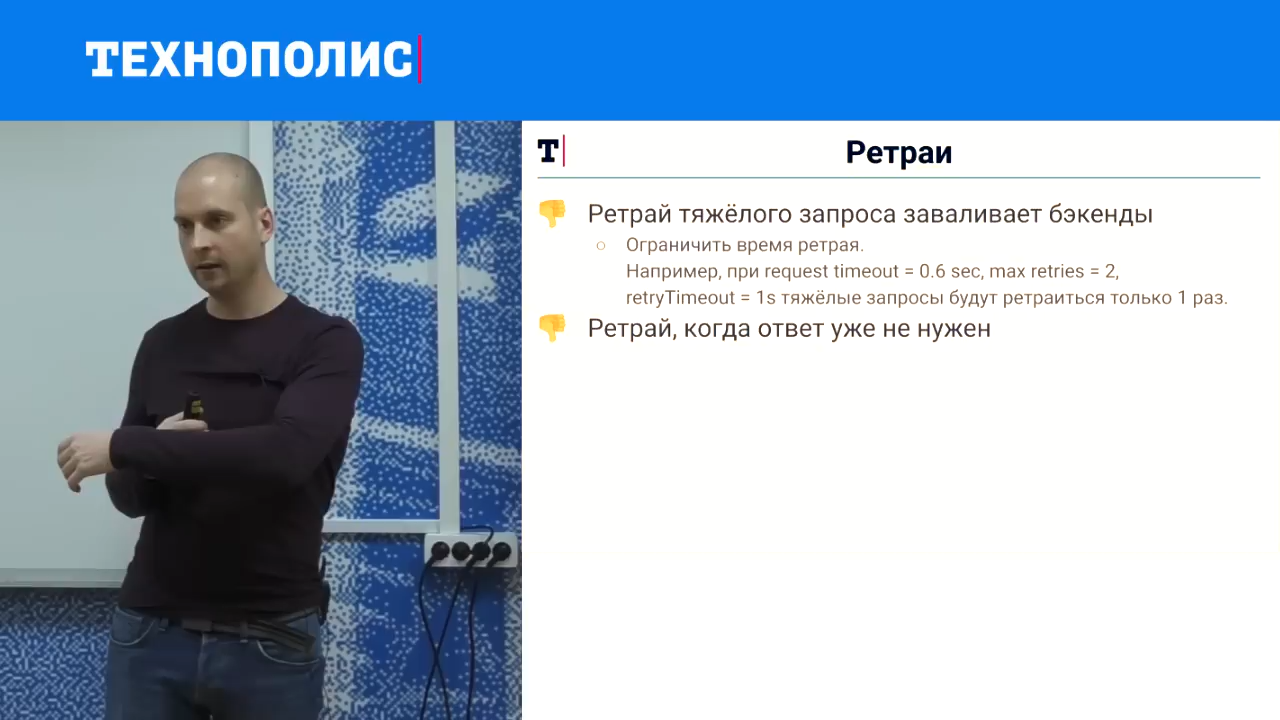 ТЕХНОПОЛИС
Т
Ретраи
Ретрай тяжёлого запроса заваливает бэкенды
Ограничить время ретрая.
Например, при request timeout = 0.6 sec, max retries = 2,
retryTimeout = 1s тяжёлые запросы будут ретраиться только 1 раз.
Ретрай, когда ответ уже не нужен